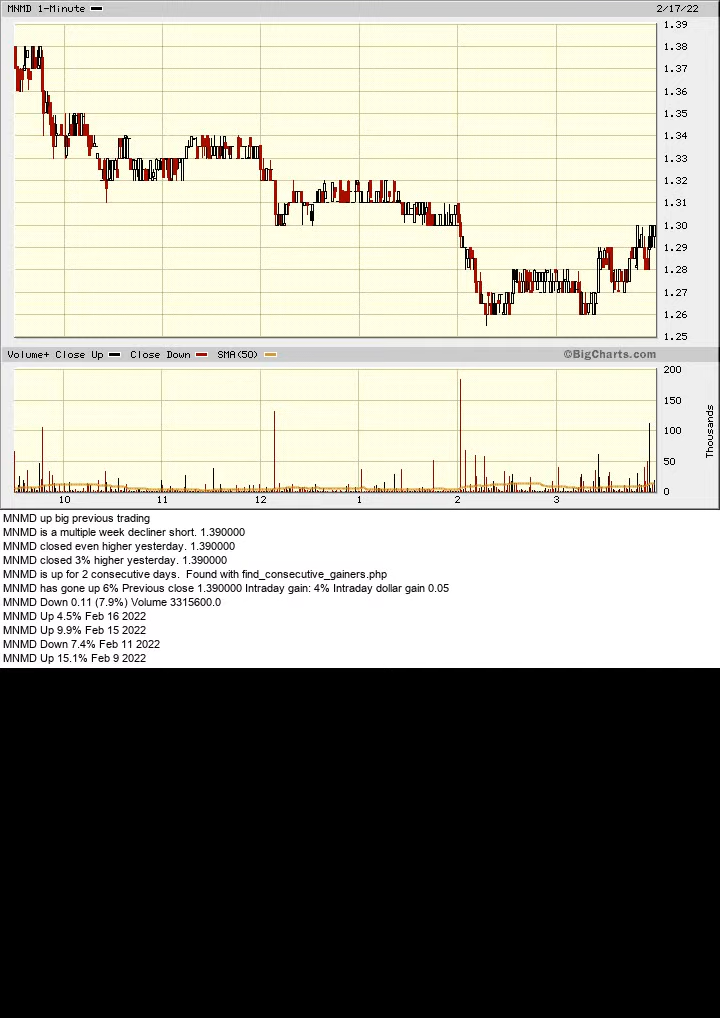 MNMD 1-Minute 2/17/22
1.39
1.38
1.37
1.36
1.35
1.34
1.33
1.32
1.31
1.30
1.29
1.28
1.27
1.26
1.25
Volume+ Close Up Close Down SMA(50) ©BigCharts.com
200
150
100
50
0
Thousands
10 11 12 1 2 3
MNMD up big previous trading
MNMD is a multiple week decliner short. 1.390000
MNMD closed even higher yesterday. 1.390000
MNMD closed 3% higher yesterday. 1.390000
MNMD is up for 2 consecutive days.  Found with find_consecutive_gainers.php
MNMD has gone up 6% Previous close 1.390000 Intraday gain: 4% Intraday dollar gain 0.05
MNMD Down 0.11 (7.9%) Volume 3315600.0
MNMD Up 4.5% Feb 16 2022
MNMD Up 9.9% Feb 15 2022
MNMD Down 7.4% Feb 11 2022
MNMD Up 15.1% Feb 9 2022